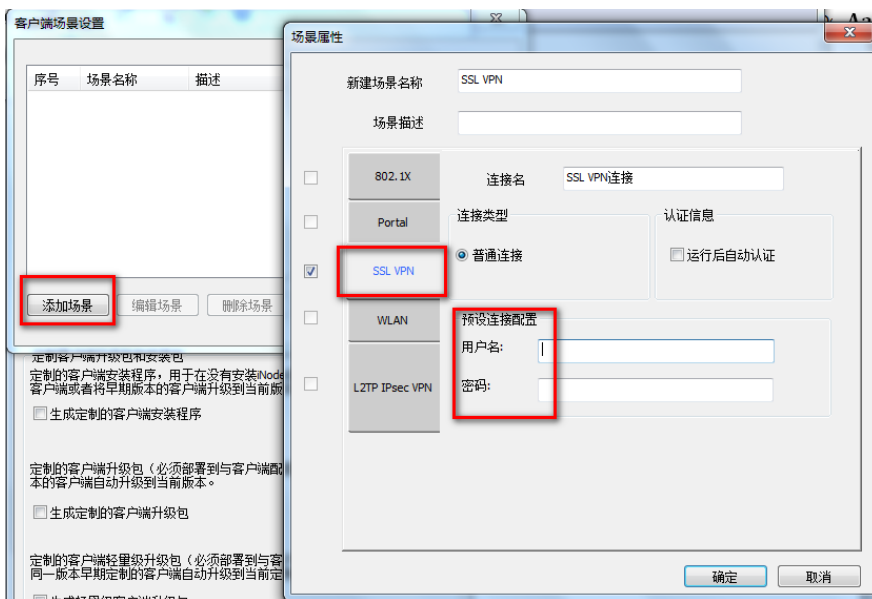 客户端场景设置
序号 场景名称 描述
添加场景 编辑场景 删除场景
定制客户端升级包和安装包
定制的客户端安装程序，用于在没有安装iNode
客户端或者将早期版本的客户端升级到当前版
生成定制的客户端安装程序
定制的客户端升级包（必须部署到与客户端配
本的客户端自动升级到当前版本。
生成定制的客户端升级包
定制的客户端轻量级升级包（必须部署到与客
同一版本早期定制的客户端自动升级到当前定
场景属性
新建场景名称 SSL VPN
场景描述
802.1X
Portal
SSL VPN
WLAN
L2TP IPsec VPN
连接名 SSL VPN连接
连接类型 认证信息
普通连接 运行后自动认证
预设连接配置
用户名:
密码:
确定 取消